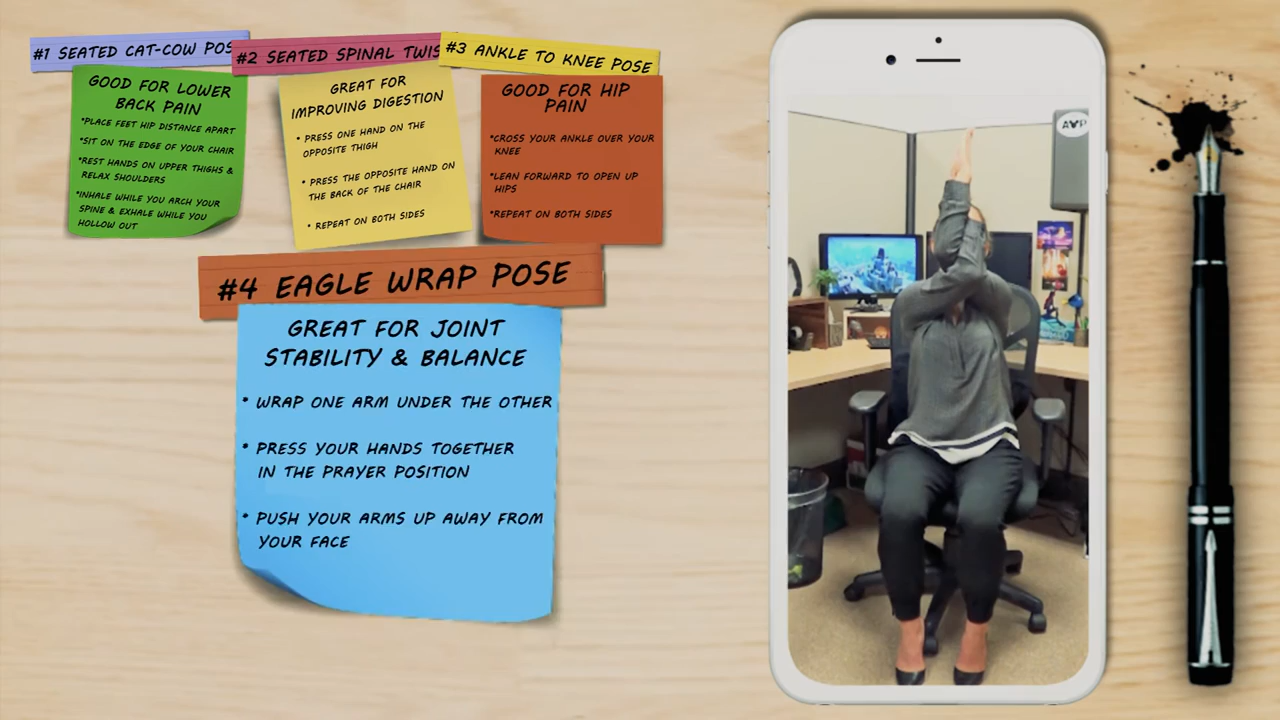 #1 SEATED CAT-COW POS
GOOD FOR LOWER
BACK PAIN
*PLACE FEET HIP DISTANCE APART
*SIT ON THE EDGE OF YOUR CHAIR
*REST HANDS ON UPPER THIGHS &
RELAX SHOULDERS
*INHALE WHILE YOU ARCH YOUR
SPINE & EXHALE WHILE YOU
HOLLOW OUT
#2 SEATED SPINAL TWIS
GREAT FOR
IMPROVING DIGESTION
• PRESS ONE HAND ON THE
OPPOSITE THIGH
• PRESS THE OPPOSITE HAND ON
THE BACK OF THE CHAIR
• REPEAT ON BOTH SIDES
#3 ANKLE TO KNEE POSE
GOOD FOR HIP
PAIN
*CROSS YOUR ANKLE OVER YOUR
KNEE
*LEAN FORWARD TO OPEN UP
HIPS
*REPEAT ON BOTH SIDES
#4 EAGLE WRAP POSE
GREAT FOR JOINT
STABILITY & BALANCE
• WRAP ONE ARM UNDER THE OTHER
• PRESS YOUR HANDS TOGETHER
IN THE PRAYER POSITION
• PUSH YOUR ARMS UP AWAY FROM
YOUR FACE